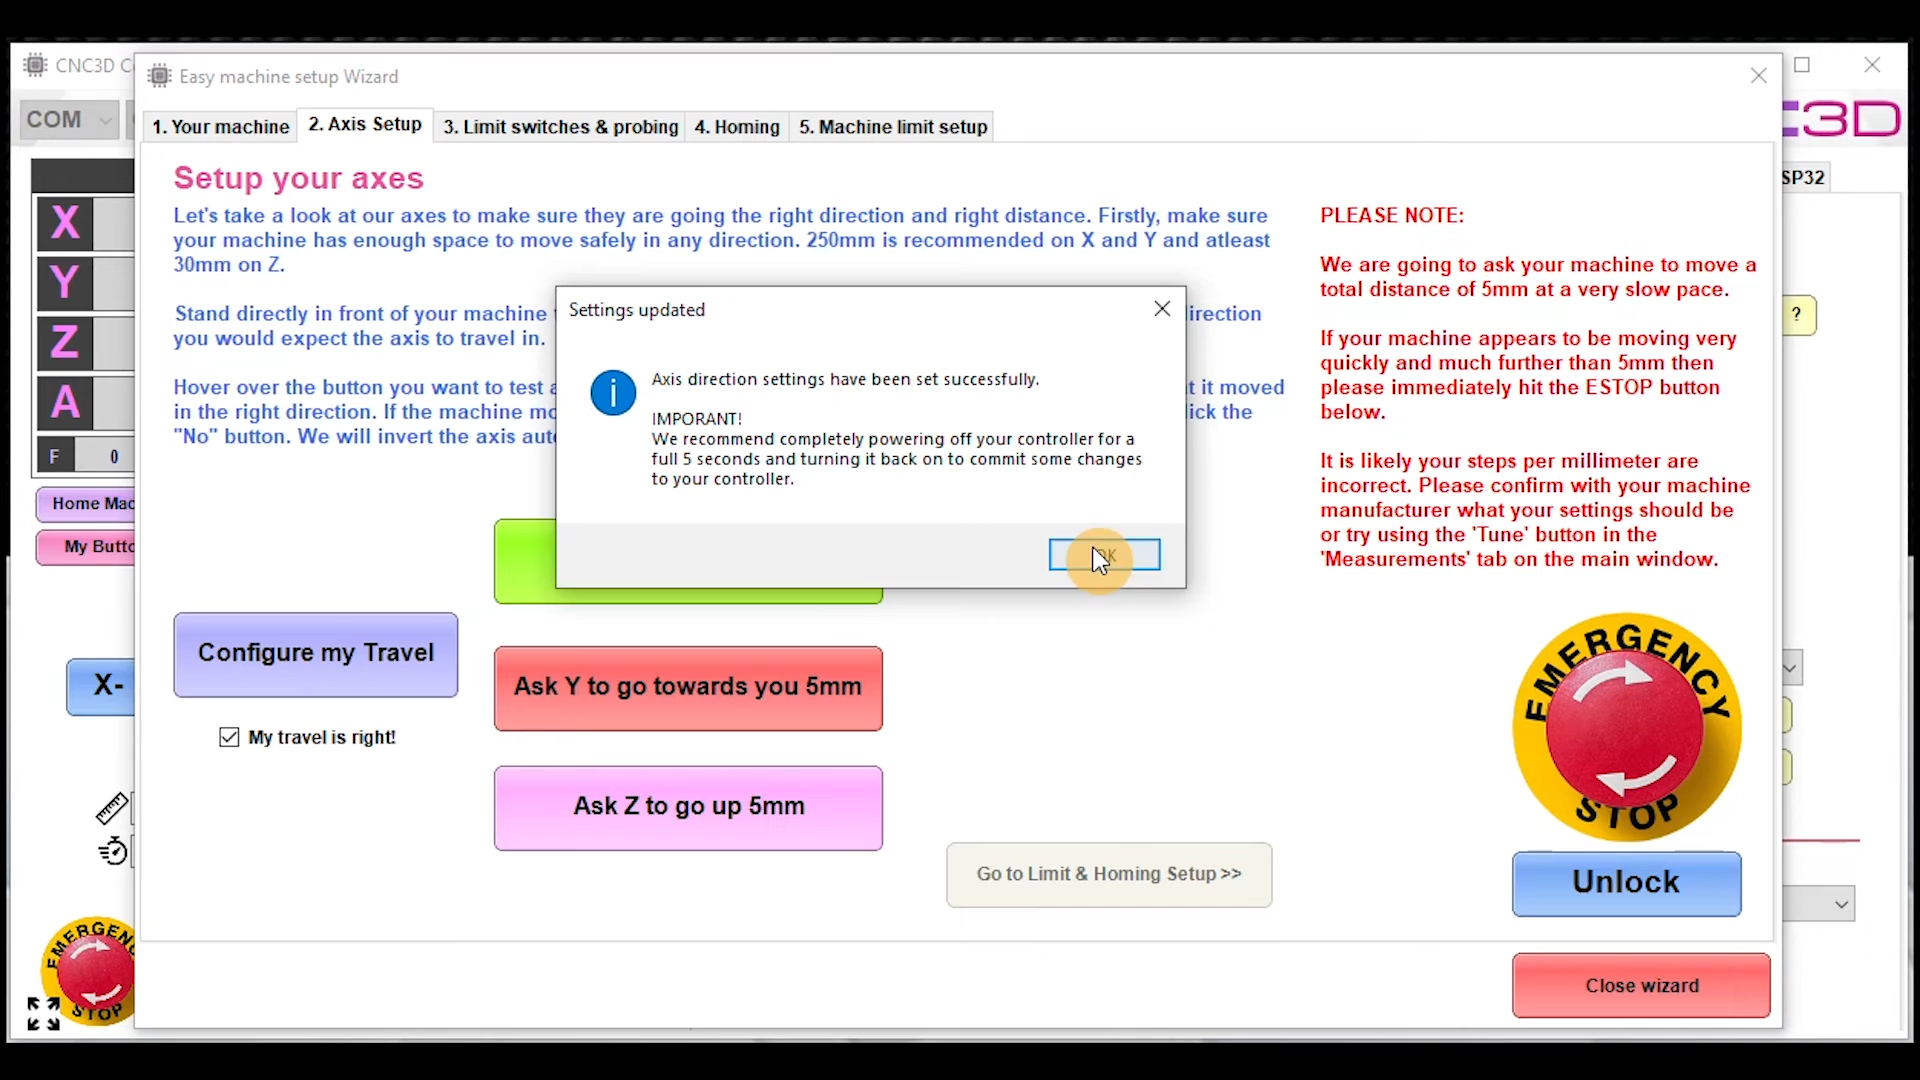 CNC3D C
Easy machine setup Wizard
COM
C3D
1. Your machine
2. Axis Setup
3. Limit switches & probing
4. Homing
5. Machine limit setup
SP32
Setup your axes
Let's take a look at our axes to make sure they are going the right direction and right distance. Firstly, make sure
your machine has enough space to move safely in any direction. 250mm is recommended on X and Y and atleast
30mm on Z.
Stand directly in front of your machine
irection
you would expect the axis to travel in.
Hover over the button you want to test a
t it moved
in the right direction. If the machine mo
lick the
"No" button. We will invert the axis aut
PLEASE NOTE:
We are going to ask your machine to move a
total distance of 5mm at a very slow pace.
If your machine appears to be moving very
quickly and much further than 5mm then
please immediately hit the ESTOP button
below.
It is likely your steps per millimeter are
incorrect. Please confirm with your machine
manufacturer what your settings should be
or try using the 'Tune' button in the
'Measurements' tab on the main window.
?
X
Y
Z
A
F 0
Home Mac
My Butto
X-
Settings updated
i
Axis direction settings have been set successfully.
IMPORANT!
We recommend completely powering off your controller for a
full 5 seconds and turning it back on to commit some changes
to your controller.
OK
Configure my Travel
My travel is right!
Ask Y to go towards you 5mm
Ask Z to go up 5mm
Go to Limit & Homing Setup >>
EMERGENCY
STOP
Unlock
Close wizard
EMERGEN
STOP